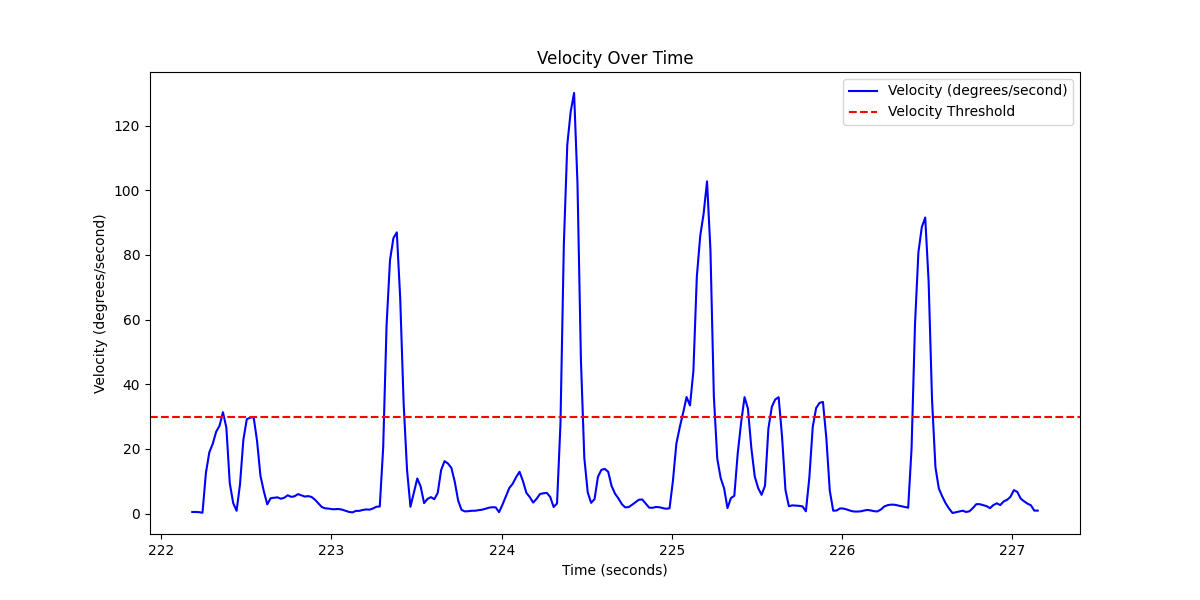 Velocity Over Time
Velocity (degrees/second)
Velocity Threshold
120
100
80
60
40
20
0
Velocity (degrees/second)
222
223
224
225
226
227
Time (seconds)